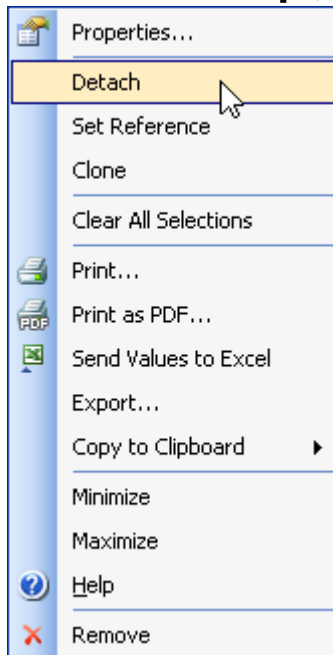 Properties...
Detach
Set Reference
Clone
Clear All Selections
Print...
PDF
Print as PDF...
Send Values to Excel
Export...
Copy to Clipboard
Minimize
Maximize
Help
Remove